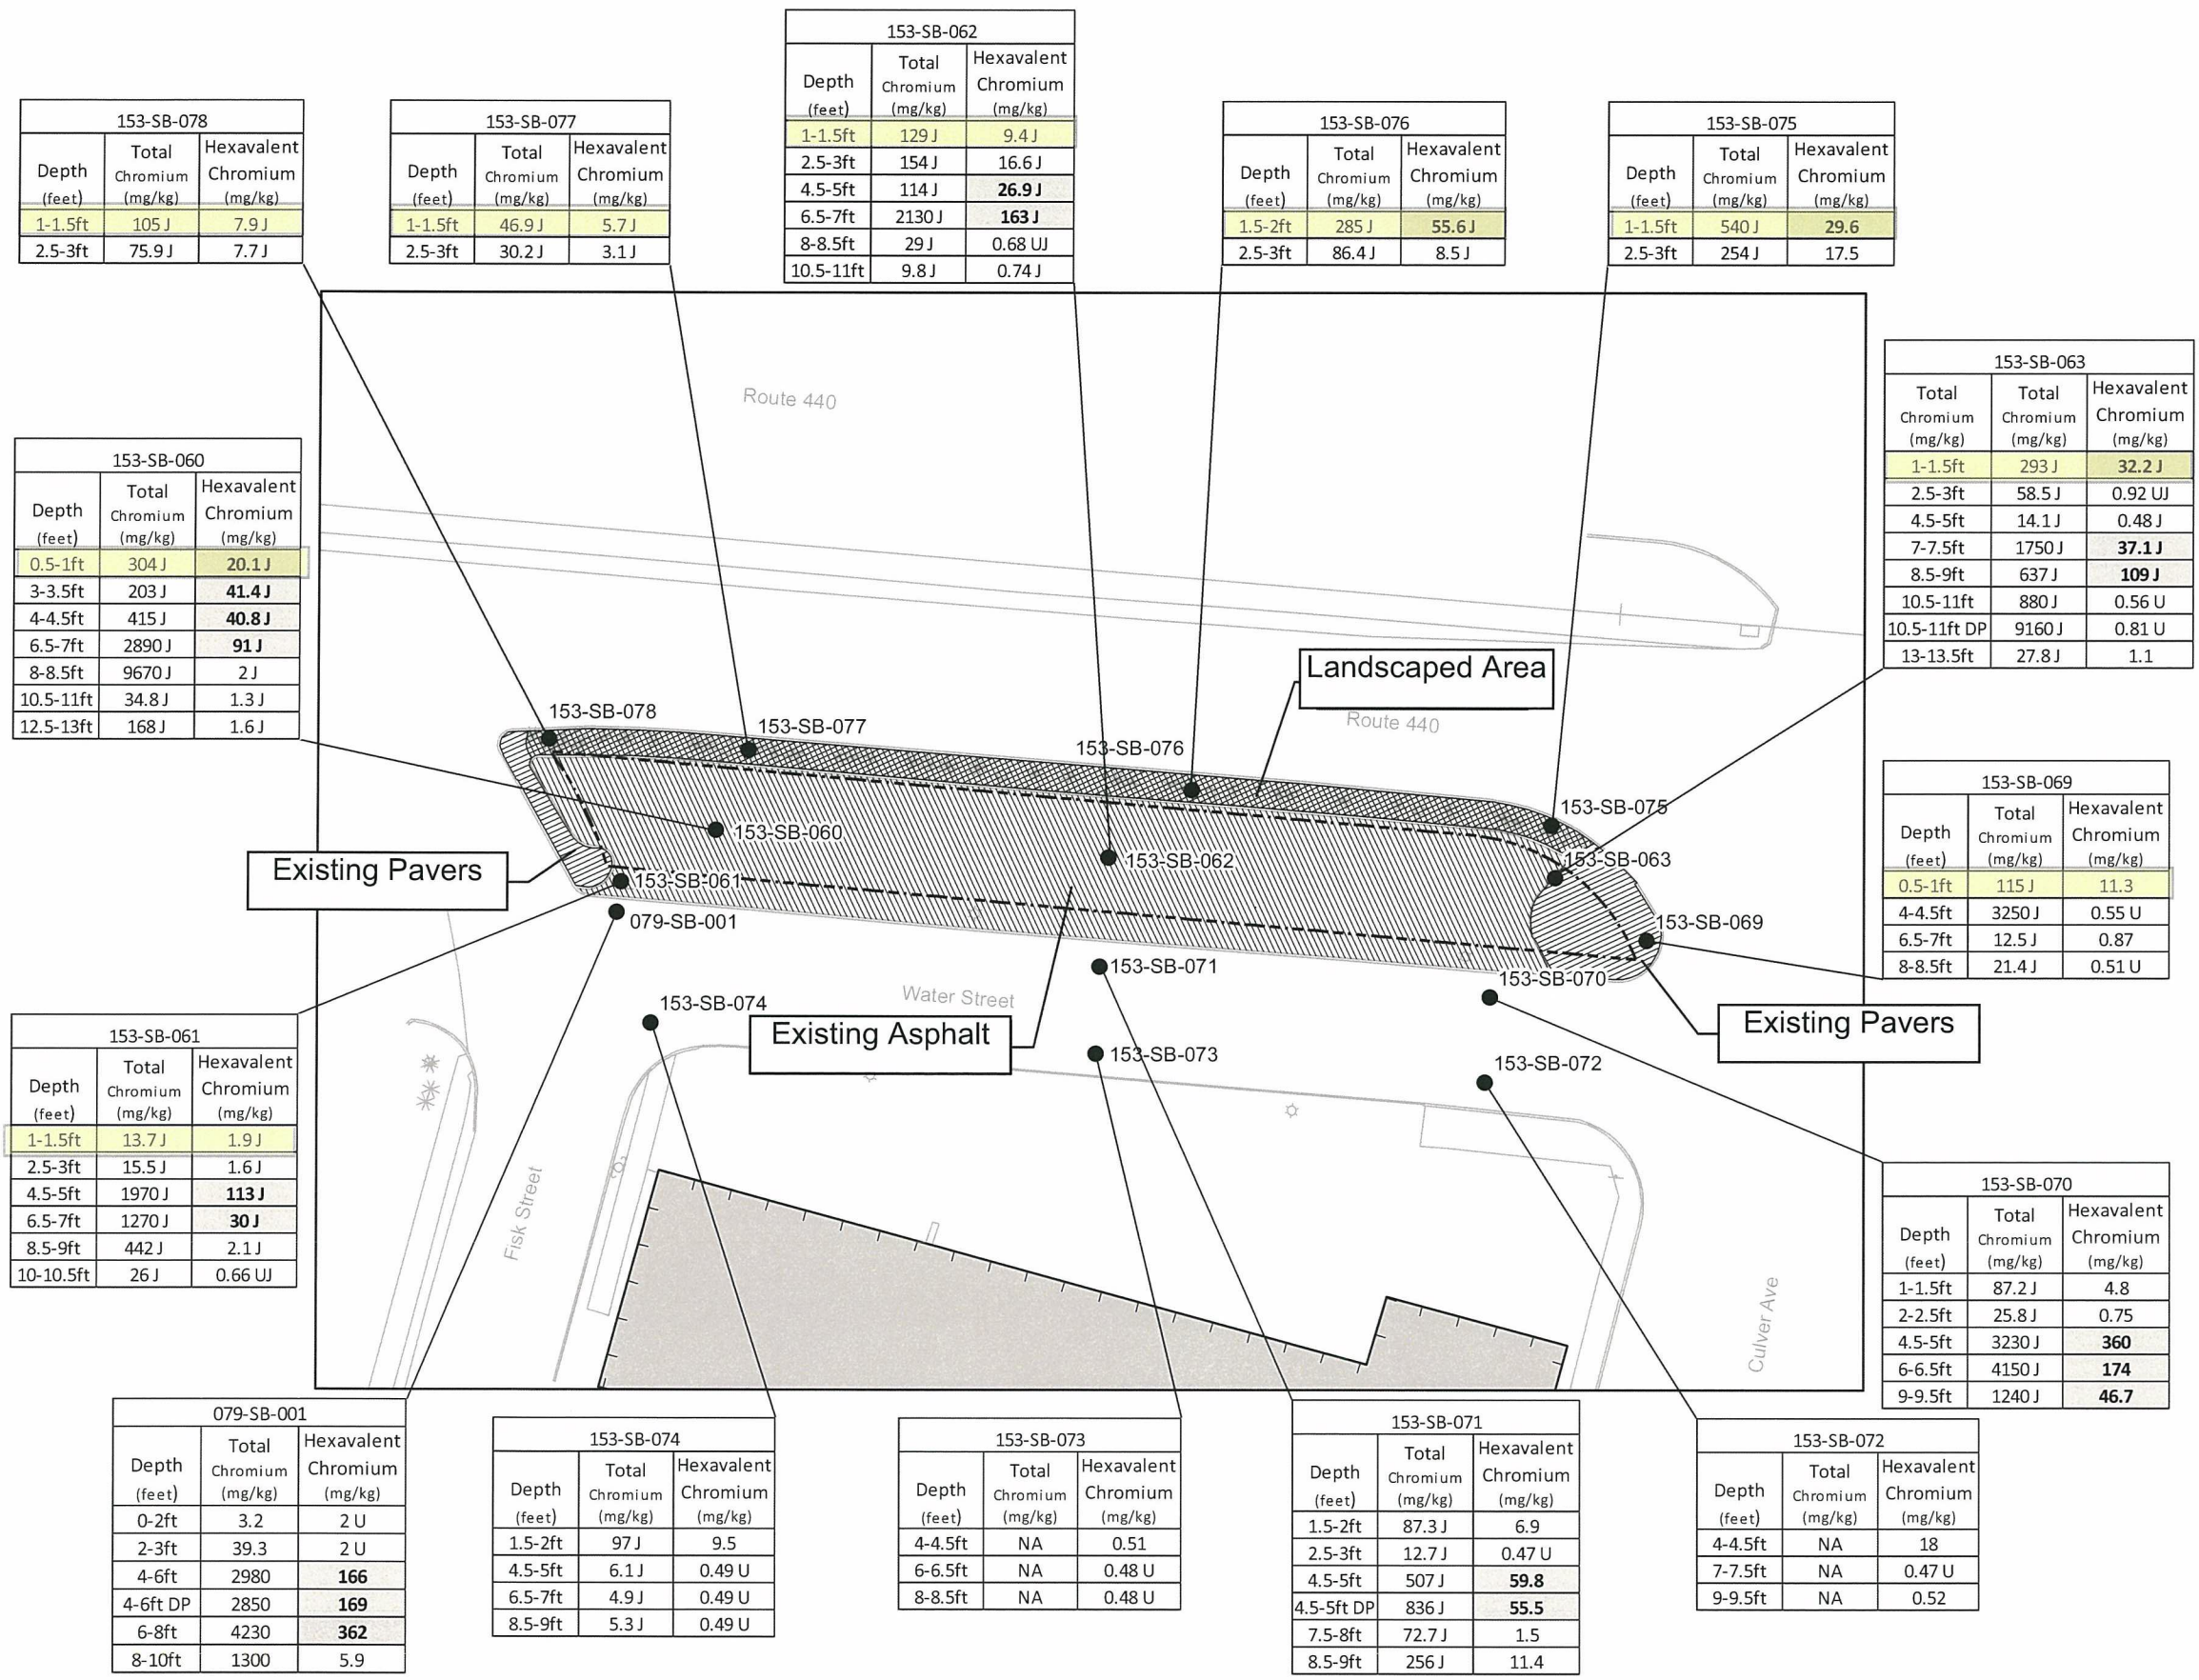 153-SB-062
Depth (feet) Total Chromium (mg/kg) Hexavalent Chromium (mg/kg)
1-1.5ft 129 J 9.4 J
2.5-3ft 154 J 16.6 J
4.5-5ft 114 J 26.9 J
6.5-7ft 2130 J 163 J
8-8.5ft 29 J 0.68 UJ
10.5-11ft 9.8 J 0.74 J
153-SB-078
Depth (feet) Total Chromium (mg/kg) Hexavalent Chromium (mg/kg)
1-1.5ft 105 J 7.9 J
2.5-3ft 75.9 J 7.7 J
153-SB-077
Depth (feet) Total Chromium (mg/kg) Hexavalent Chromium (mg/kg)
1-1.5ft 46.9 J 5.7 J
2.5-3ft 30.2 J 3.1 J
153-SB-076
Depth (feet) Total Chromium (mg/kg) Hexavalent Chromium (mg/kg)
1.5-2ft 285 J 55.6 J
2.5-3ft 86.4 J 8.5 J
153-SB-075
Depth (feet) Total Chromium (mg/kg) Hexavalent Chromium (mg/kg)
1-1.5ft 540 J 29.6
2.5-3ft 254 J 17.5
153-SB-063
Total Chromium (mg/kg) Total Chromium (mg/kg) Hexavalent Chromium (mg/kg)
1-1.5ft 293 J 32.2 J
2.5-3ft 58.5 J 0.92 UJ
4.5-5ft 14.1 J 0.48 J
7-7.5ft 1750 J 37.1 J
8.5-9ft 637 J 109 J
10.5-11ft 880 J 0.56 U
10.5-11ft DP 9160 J 0.81 U
13-13.5ft 27.8 J 1.1
153-SB-060
Depth (feet) Total Chromium (mg/kg) Hexavalent Chromium (mg/kg)
0.5-1ft 304 J 20.1 J
3-3.5ft 203 J 41.4 J
4-4.5ft 415 J 40.8 J
6.5-7ft 2890 J 91 J
8-8.5ft 9670 J 2 J
10.5-11ft 34.8 J 1.3 J
12.5-13ft 168 J 1.6 J
Route 440
Landscaped Area
Route 440
153-SB-078
153-SB-077
153-SB-076
153-SB-075
153-SB-060
153-SB-062
153-SB-063
Existing Pavers
153-SB-061
079-SB-001
153-SB-069
153-SB-071
153-SB-070
Water Street
153-SB-074
Existing Asphalt
Existing Pavers
153-SB-073
153-SB-072
Fisk Street
Culver Ave
153-SB-069
Depth (feet) Total Chromium (mg/kg) Hexavalent Chromium (mg/kg)
0.5-1ft 115 J 11.3
4-4.5ft 3250 J 0.55 U
6.5-7ft 12.5 J 0.87
8-8.5ft 21.4 J 0.51 U
153-SB-061
Depth (feet) Total Chromium (mg/kg) Hexavalent Chromium (mg/kg)
1-1.5ft 13.7 J 1.9 J
2.5-3ft 15.5 J 1.6 J
4.5-5ft 1970 J 113 J
6.5-7ft 1270 J 30 J
8.5-9ft 442 J 2.1 J
10-10.5ft 26 J 0.66 UJ
153-SB-070
Depth (feet) Total Chromium (mg/kg) Hexavalent Chromium (mg/kg)
1-1.5ft 87.2 J 4.8
2-2.5ft 25.8 J 0.75
4.5-5ft 3230 J 360
6-6.5ft 4150 J 174
9-9.5ft 1240 J 46.7
079-SB-001
Depth (feet) Total Chromium (mg/kg) Hexavalent Chromium (mg/kg)
0-2ft 3.2 2 U
2-3ft 39.3 2 U
4-6ft 2980 166
4-6ft DP 2850 169
6-8ft 4230 362
8-10ft 1300 5.9
153-SB-074
Depth (feet) Total Chromium (mg/kg) Hexavalent Chromium (mg/kg)
1.5-2ft 97 J 9.5
4.5-5ft 6.1 J 0.49 U
6.5-7ft 4.9 J 0.49 U
8.5-9ft 5.3 J 0.49 U
153-SB-073
Depth (feet) Total Chromium (mg/kg) Hexavalent Chromium (mg/kg)
4-4.5ft NA 0.51
6-6.5ft NA 0.48 U
8-8.5ft NA 0.48 U
153-SB-071
Depth (feet) Total Chromium (mg/kg) Hexavalent Chromium (mg/kg)
1.5-2ft 87.3 J 6.9
2.5-3ft 12.7 J 0.47 U
4.5-5ft 507 J 59.8
4.5-5ft DP 836 J 55.5
7.5-8ft 72.7 J 1.5
8.5-9ft 256 J 11.4
153-SB-072
Depth (feet) Total Chromium (mg/kg) Hexavalent Chromium (mg/kg)
4-4.5ft NA 18
7-7.5ft NA 0.47 U
9-9.5ft NA 0.52